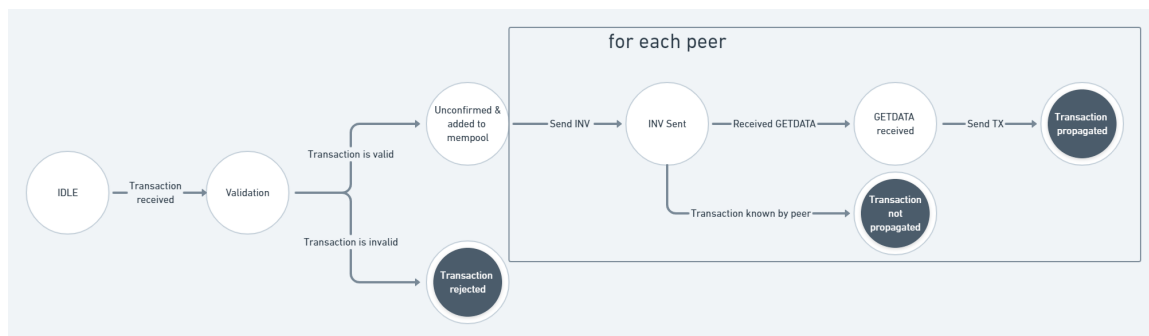 for each peer
Unconfirmed &
added to
mempool
Send INV
INV Sent
Received GETDATA
GETDATA
received
Send TX
Transaction
propagated
Transaction is valid
IDLE
Transaction
received
Validation
Transaction known by peer
Transaction
not
propagated
Transaction is invalid
Transaction
rejected